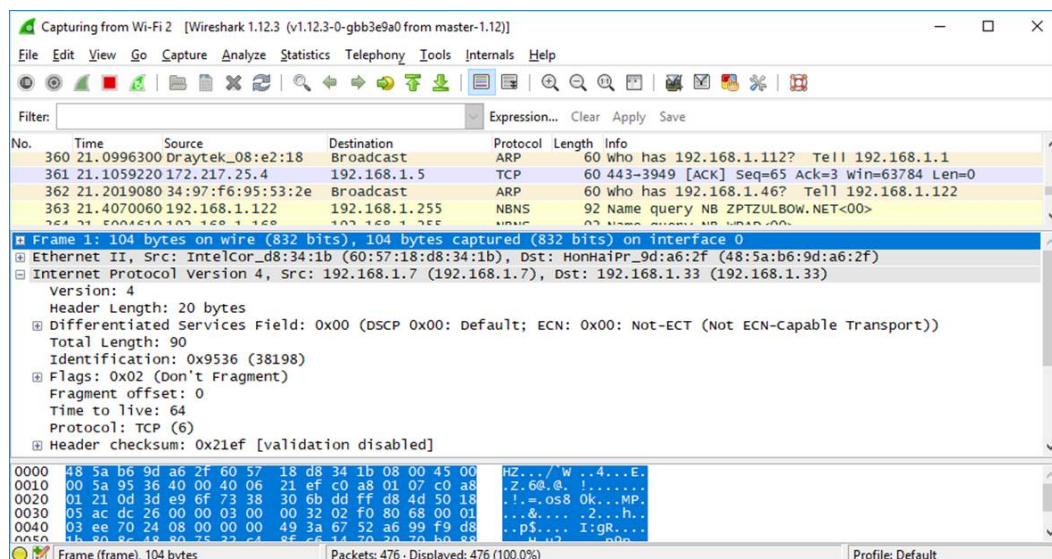 Capturing from Wi-Fi 2 [Wireshark 1.12.3 (v1.12.3-0-gbb3e9a0 from master-1.12)]
File Edit View Go Capture Analyze Statistics Telephony Tools Internals Help
Filter: Expression... Clear Apply Save
No. Time Source Destination Protocol Length Info
360 21.0996300 Draytek_08:e2:18 Broadcast ARP 60 Who has 192.168.1.112? Tell 192.168.1.1
361 21.1059220 172.217.25.4 192.168.1.5 TCP 60 443→3949 [ACK] Seq=65 Ack=3 Win=63784 Len=0
362 21.2019080 34:97:f6:95:53:2e Broadcast ARP 60 Who has 192.168.1.46? Tell 192.168.1.122
363 21.4070060 192.168.1.122 192.168.1.255 NBNS 92 Name query NB ZPTZULBOW.NET<00>
Frame 1: 104 bytes on wire (832 bits), 104 bytes captured (832 bits) on interface 0
Ethernet II, Src: IntelCor_d8:34:1b (60:57:18:d8:34:1b), Dst: HonHaiPr_9d:a6:2f (48:5a:b6:9d:a6:2f)
Internet Protocol Version 4, Src: 192.168.1.7 (192.168.1.7), Dst: 192.168.1.33 (192.168.1.33)
Version: 4
Header Length: 20 bytes
Differentiated Services Field: 0x00 (DSCP 0x00: Default; ECN: 0x00: Not-ECT (Not ECN-Capable Transport))
Total Length: 90
Identification: 0x9536 (38198)
Flags: 0x02 (Don't Fragment)
Fragment offset: 0
Time to live: 64
Protocol: TCP (6)
Header checksum: 0x21ef [validation disabled]
0000 48 5a b6 9d a6 2f 60 57 18 d8 34 1b 08 00 45 00 HZ.../`W ..4...E.
0010 00 5a 95 36 40 00 40 06 21 ef c0 a8 01 07 c0 a8 .Z.6@.@. !.......
0020 01 21 0d 3d e9 6f 73 38 30 6b dd ff d8 4d 50 18 .!.=.os8 0k...MP.
0030 05 ac dc 26 00 00 03 00 00 32 02 f0 80 68 00 01 ...&.... .2...h..
0040 03 ee 70 24 08 00 00 00 49 3a 67 52 a6 99 f9 d8 ..p$.... I:gR....
Frame (frame), 104 bytes Packets: 476 · Displayed: 476 (100.0%) Profile: Default